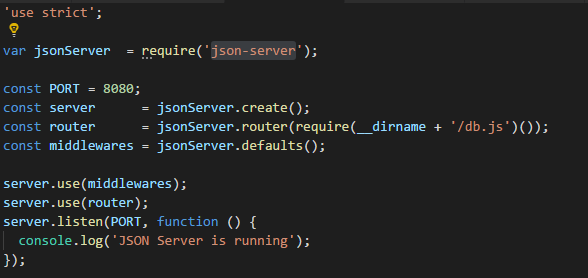 'use strict';
var jsonServer  = require('json-server');
const PORT = 8080;
const server      = jsonServer.create();
const router      = jsonServer.router(require(__dirname + '/db.js')());
const middlewares = jsonServer.defaults();
server.use(middlewares);
server.use(router);
server.listen(PORT, function () {
  console.log('JSON Server is running');
});